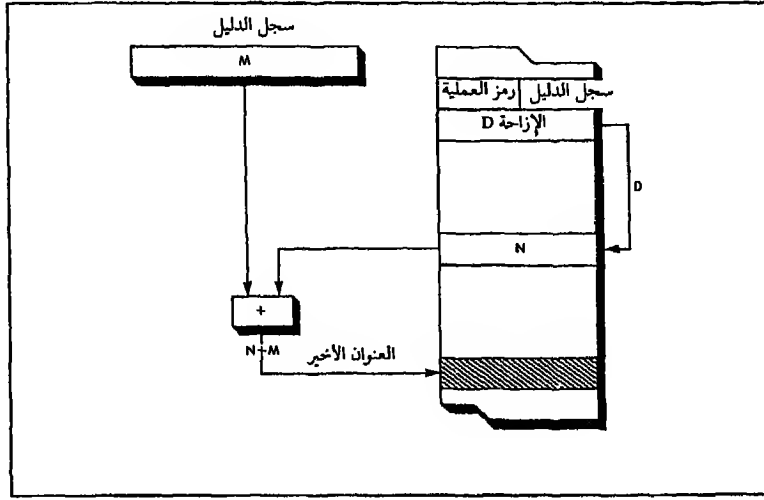 سجل الدليل
M
رمز العملية
سجل الدليل
الإزاحة D
D
N
+
N+M
العنوان الأخير